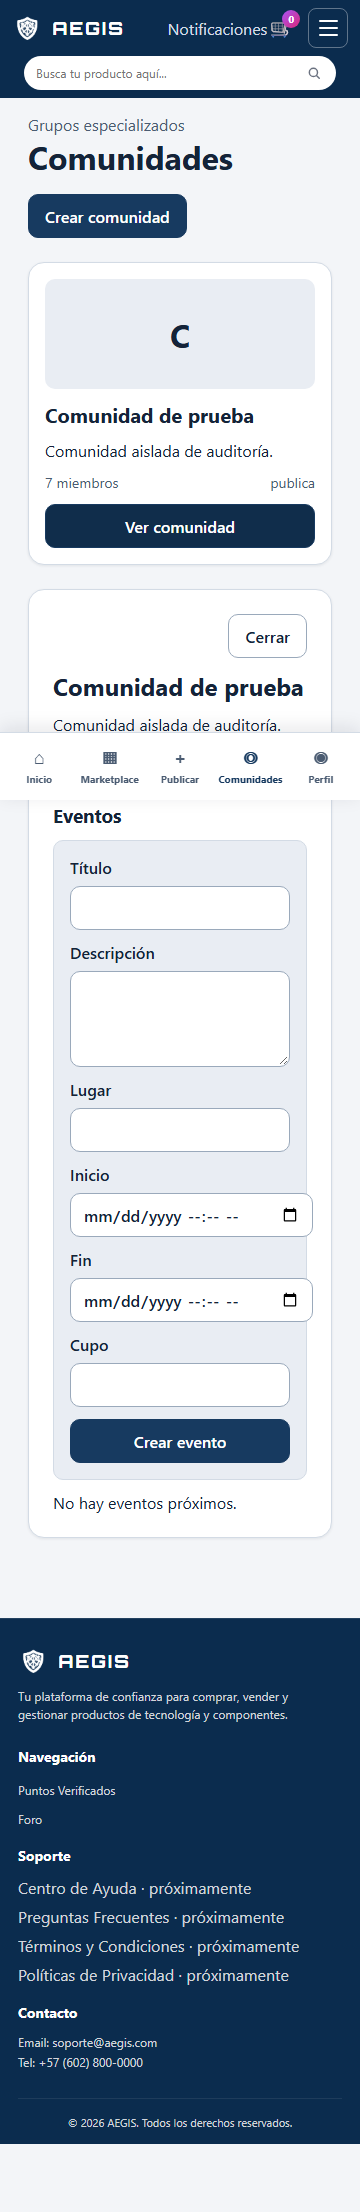 AEGIS
Notificaciones
0
Busca tu producto aquí...
Grupos especializados
Comunidades
Crear comunidad
C
Comunidad de prueba
Comunidad aislada de auditoría.
7 miembros publica
Ver comunidad
Cerrar
Comunidad de prueba
Comunidad aislada de auditoría.
Inicio Marketplace Publicar Comunidades Perfil
Eventos
Título
Descripción
Lugar
Inicio
mm/dd/yyyy --:-- --
Fin
mm/dd/yyyy --:-- --
Cupo
Crear evento
No hay eventos próximos.
AEGIS
Tu plataforma de confianza para comprar, vender y
gestionar productos de tecnología y componentes.
Navegación
Puntos Verificados
Foro
Soporte
Centro de Ayuda · próximamente
Preguntas Frecuentes · próximamente
Términos y Condiciones · próximamente
Políticas de Privacidad · próximamente
Contacto
Email: soporte@aegis.com
Tel: +57 (602) 800-0000
© 2026 AEGIS. Todos los derechos reservados.